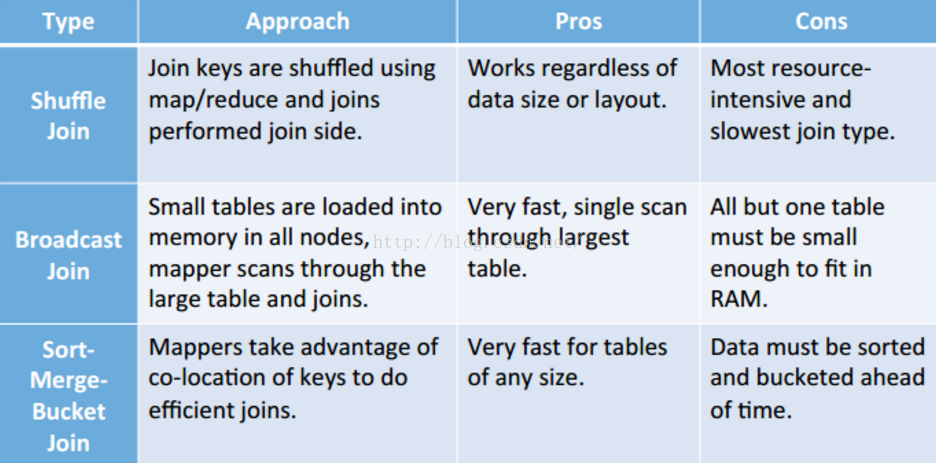 Type
Approach
Pros
Cons
Shuffle
Join
Join keys are shuffled using
map/reduce and joins
performed join side.
Works regardless of
data size or layout.
Most resource-
intensive and
slowest join type.
Broadcast
Join
Small tables are loaded into
memory in all nodes,
mapper scans through the
large table and joins.
Very fast, single scan
through largest
table.
All but one table
must be small
enough to fit in
RAM.
Sort-
Merge-
Bucket
Join
Mappers take advantage of
co-location of keys to do
efficient joins.
Very fast for tables
of any size.
Data must be sorted
and bucketed ahead
of time.